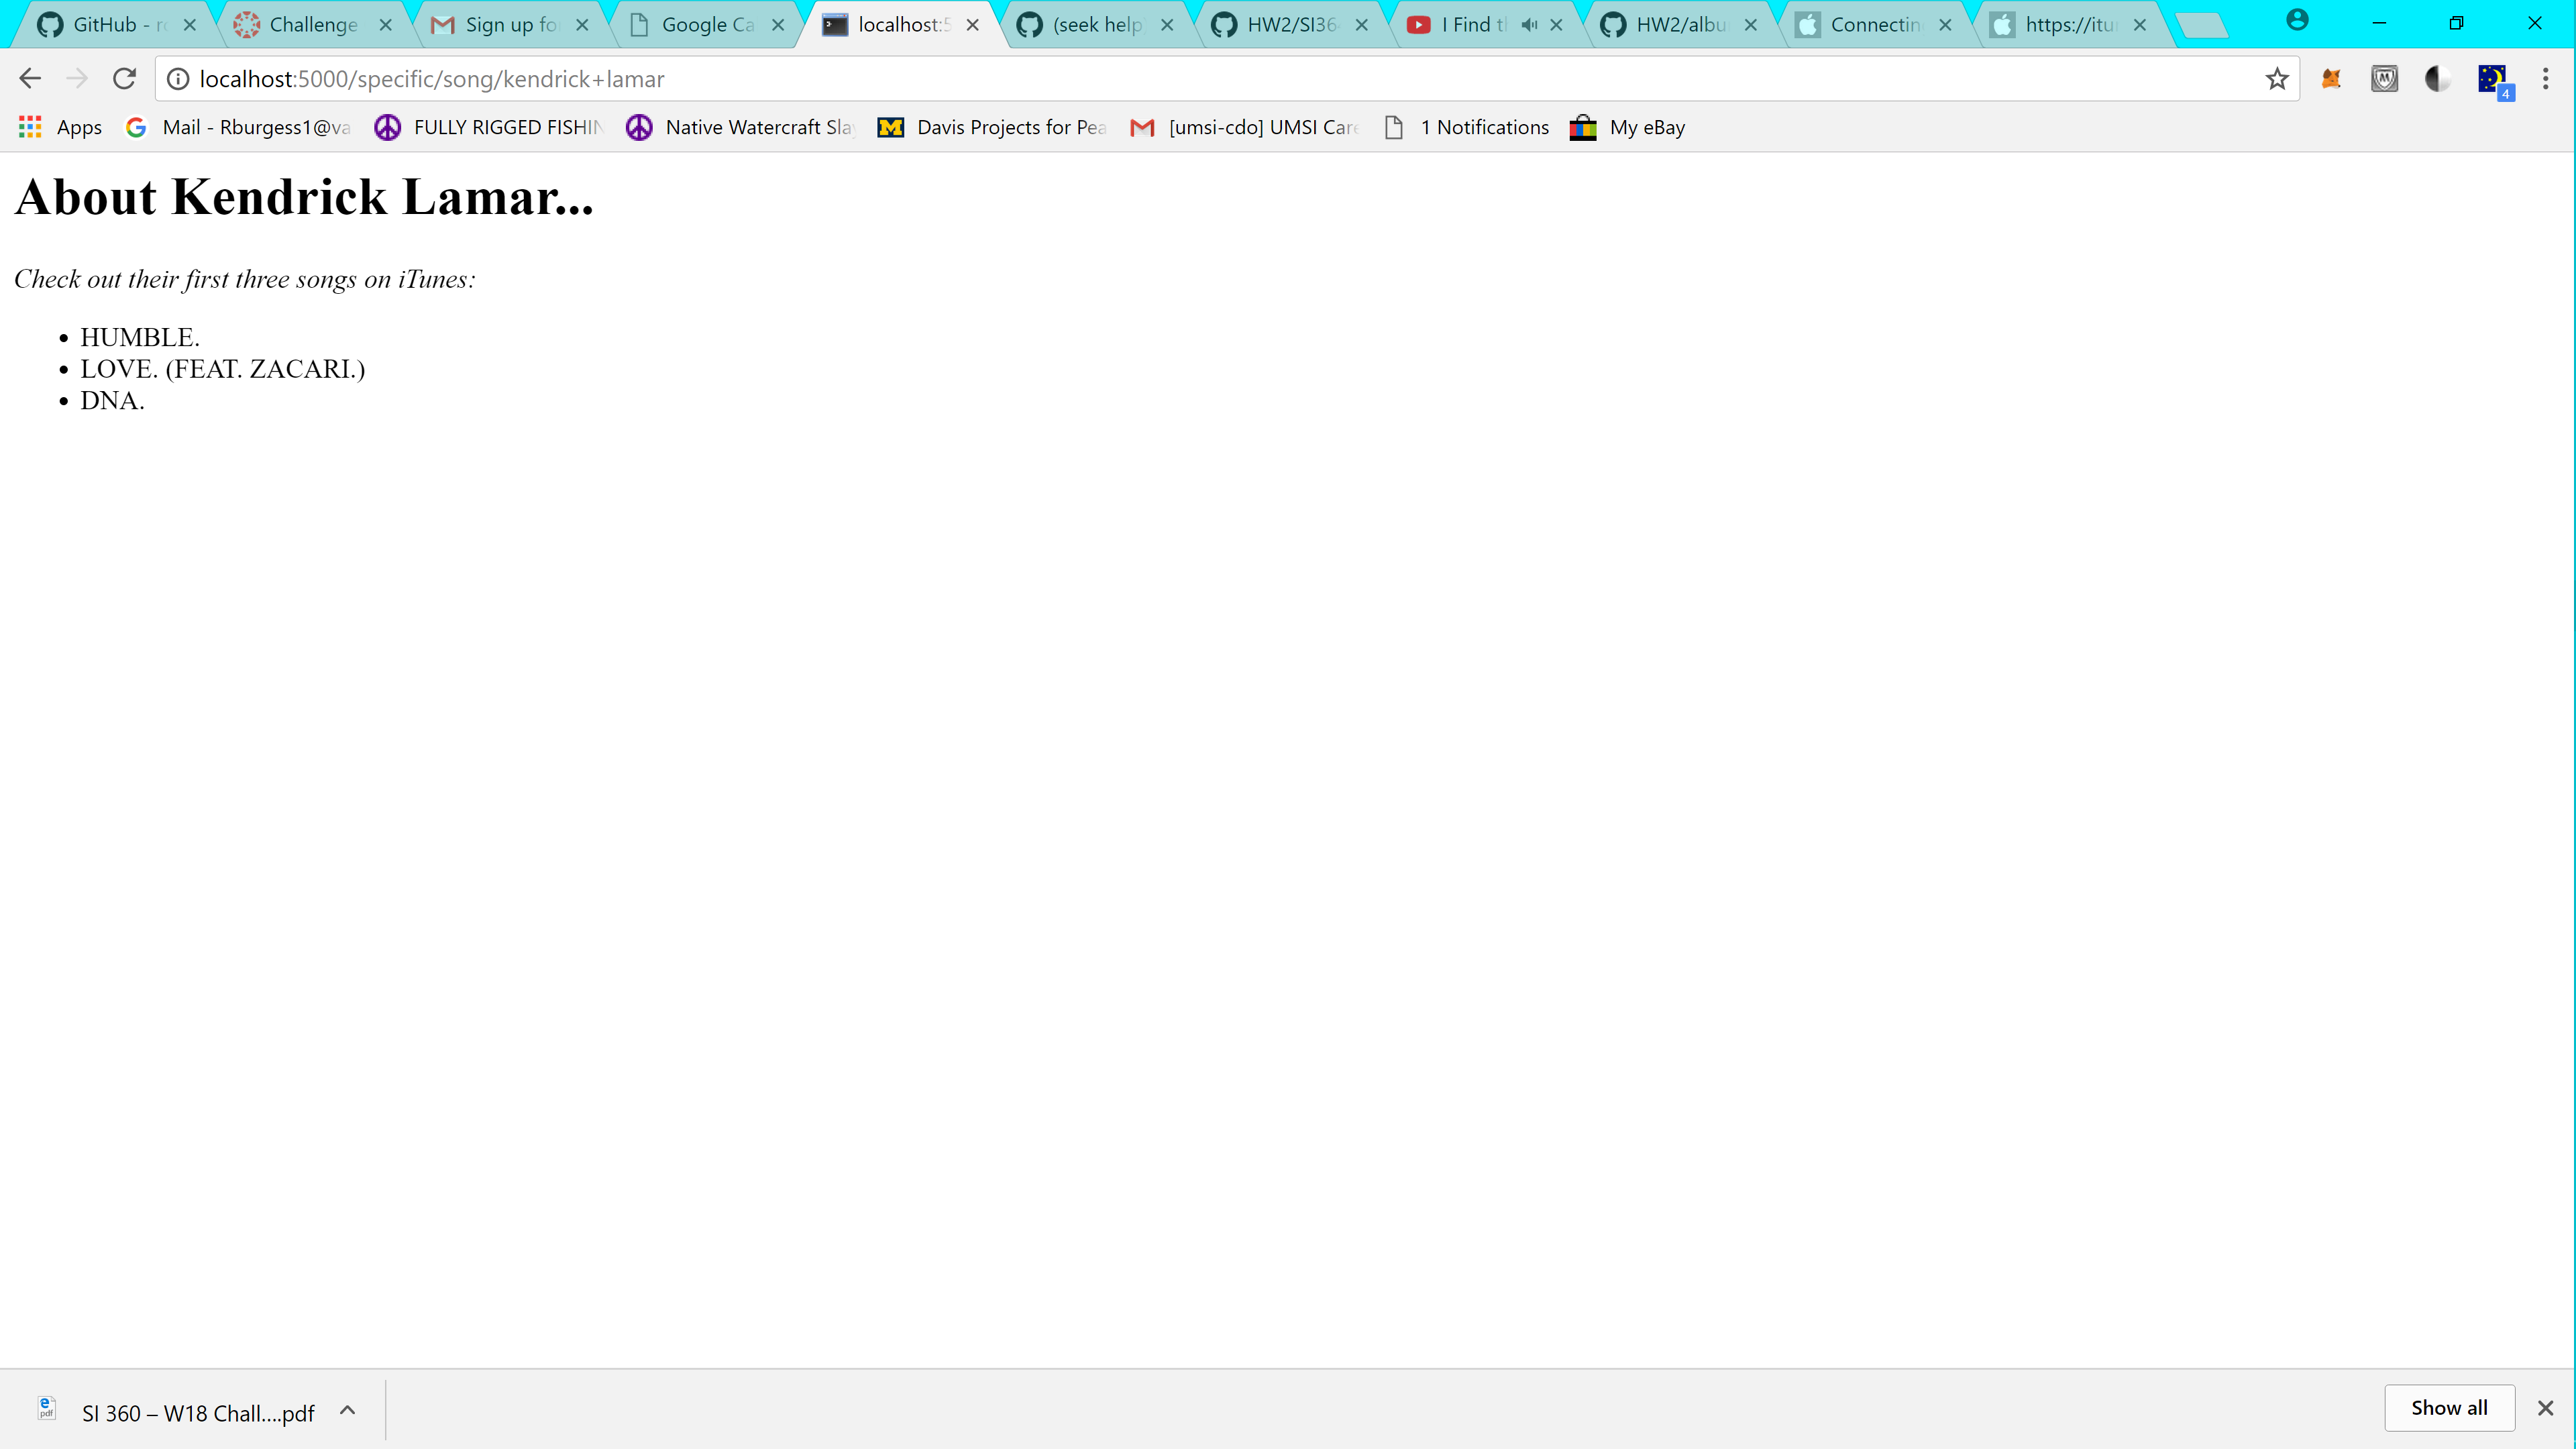 GitHub - ro
Challenge
Sign up fo
Google Ca
localhost:5
(seek help
HW2/SI36
I Find t
HW2/albu
Connectin
https://itu
localhost:5000/specific/song/kendrick+lamar
4
Apps
Mail - Rburgess1@va
FULLY RIGGED FISHIN
Native Watercraft Slay
Davis Projects for Pea
[umsi-cdo] UMSI Care
1 Notifications
My eBay
About Kendrick Lamar...
Check out their first three songs on iTunes:
• HUMBLE.
• LOVE. (FEAT. ZACARI.)
• DNA.
SI 360 – W18 Chall....pdf
Show all